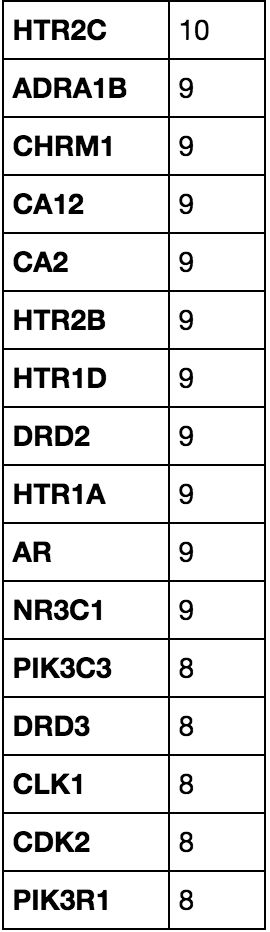 HTR2C 10
ADRA1B 9
CHRM1 9
CA12 9
CA2 9
HTR2B 9
HTR1D 9
DRD2 9
HTR1A 9
AR 9
NR3C1 9
PIK3C3 8
DRD3 8
CLK1 8
CDK2 8
PIK3R1 8